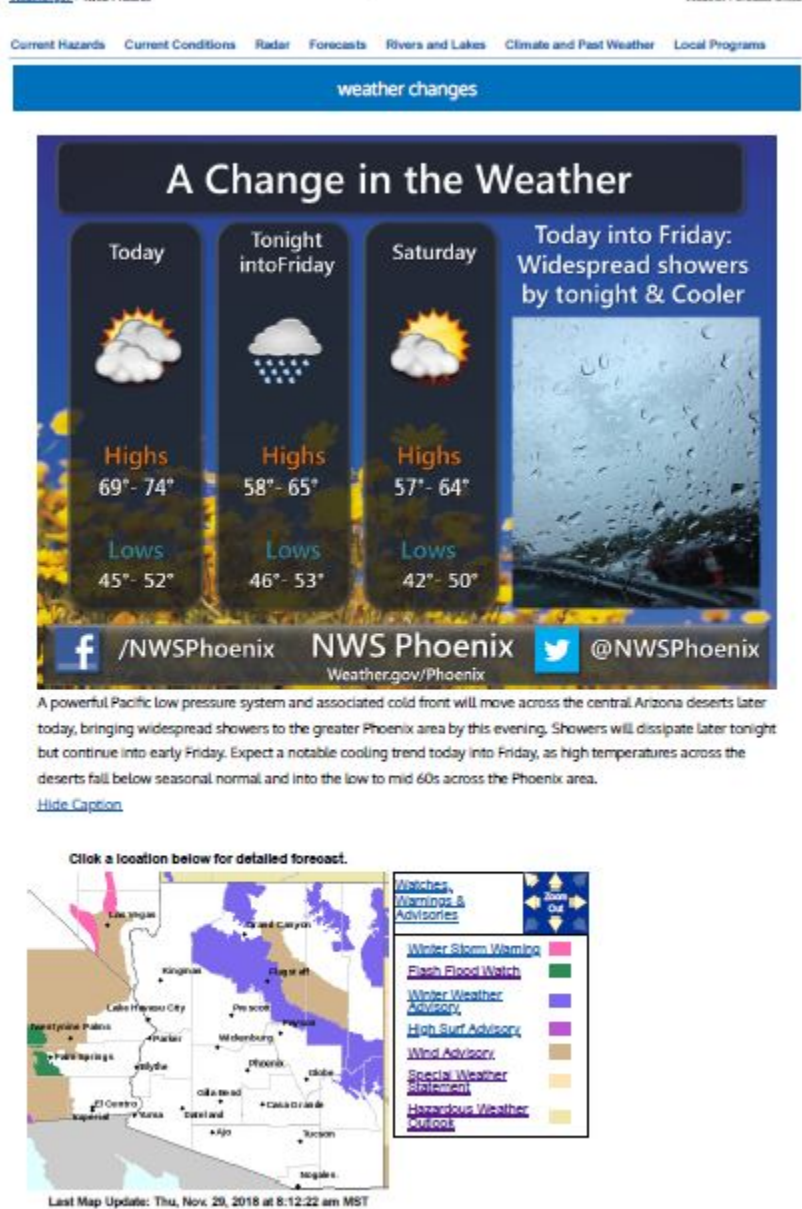 Current Hazards Current Conditions Radar Forecasts Rivers and Lakes Climate and Past Weather Local Programs
weather changes
A Change in the Weather
Today
Tonight
intoFriday
Saturday
Today into Friday:
Widespread showers
by tonight & Cooler
Highs Highs Highs
69°- 74° 58°- 65° 57°- 64°
Lows Lows Lows
45°- 52° 46°- 53° 42°- 50°
/NWSPhoenix NWS Phoenix @NWSPhoenix
Weather.gov/Phoenix
A powerful Pacific low pressure system and associated cold front will move across the central Arizona deserts later
today, bringing widespread showers to the greater Phoenix area by this evening. Showers will dissipate later tonight
but continue into early Friday. Expect a notable cooling trend today into Friday, as high temperatures across the
deserts fall below seasonal normal and into the low to mid 60s across the Phoenix area.
Hide Caption
Click a location below for detailed forecast.
Las Vegas
Grand Canyon
Kingman
Flagstaff
Lake Havasu City
Prescott
Twentynine Palms
Payson
Parker
Wickenburg
Palm Springs
Blythe
Phoenix
Globe
Gila Bend
El Centro
Casa Grande
Imperial
Yuma
Dateland
Ajo
Tucson
Nogales
Watches,
Warnings &
Advisories
Zoom
Out
Winter Storm Warning
Flash Flood Watch
Winter Weather
Advisory
High Surf Advisory
Wind Advisory
Special Weather
Statement
Hazardous Weather
Outlook
Last Map Update: Thu, Nov. 29, 2018 at 8:12:22 am MST